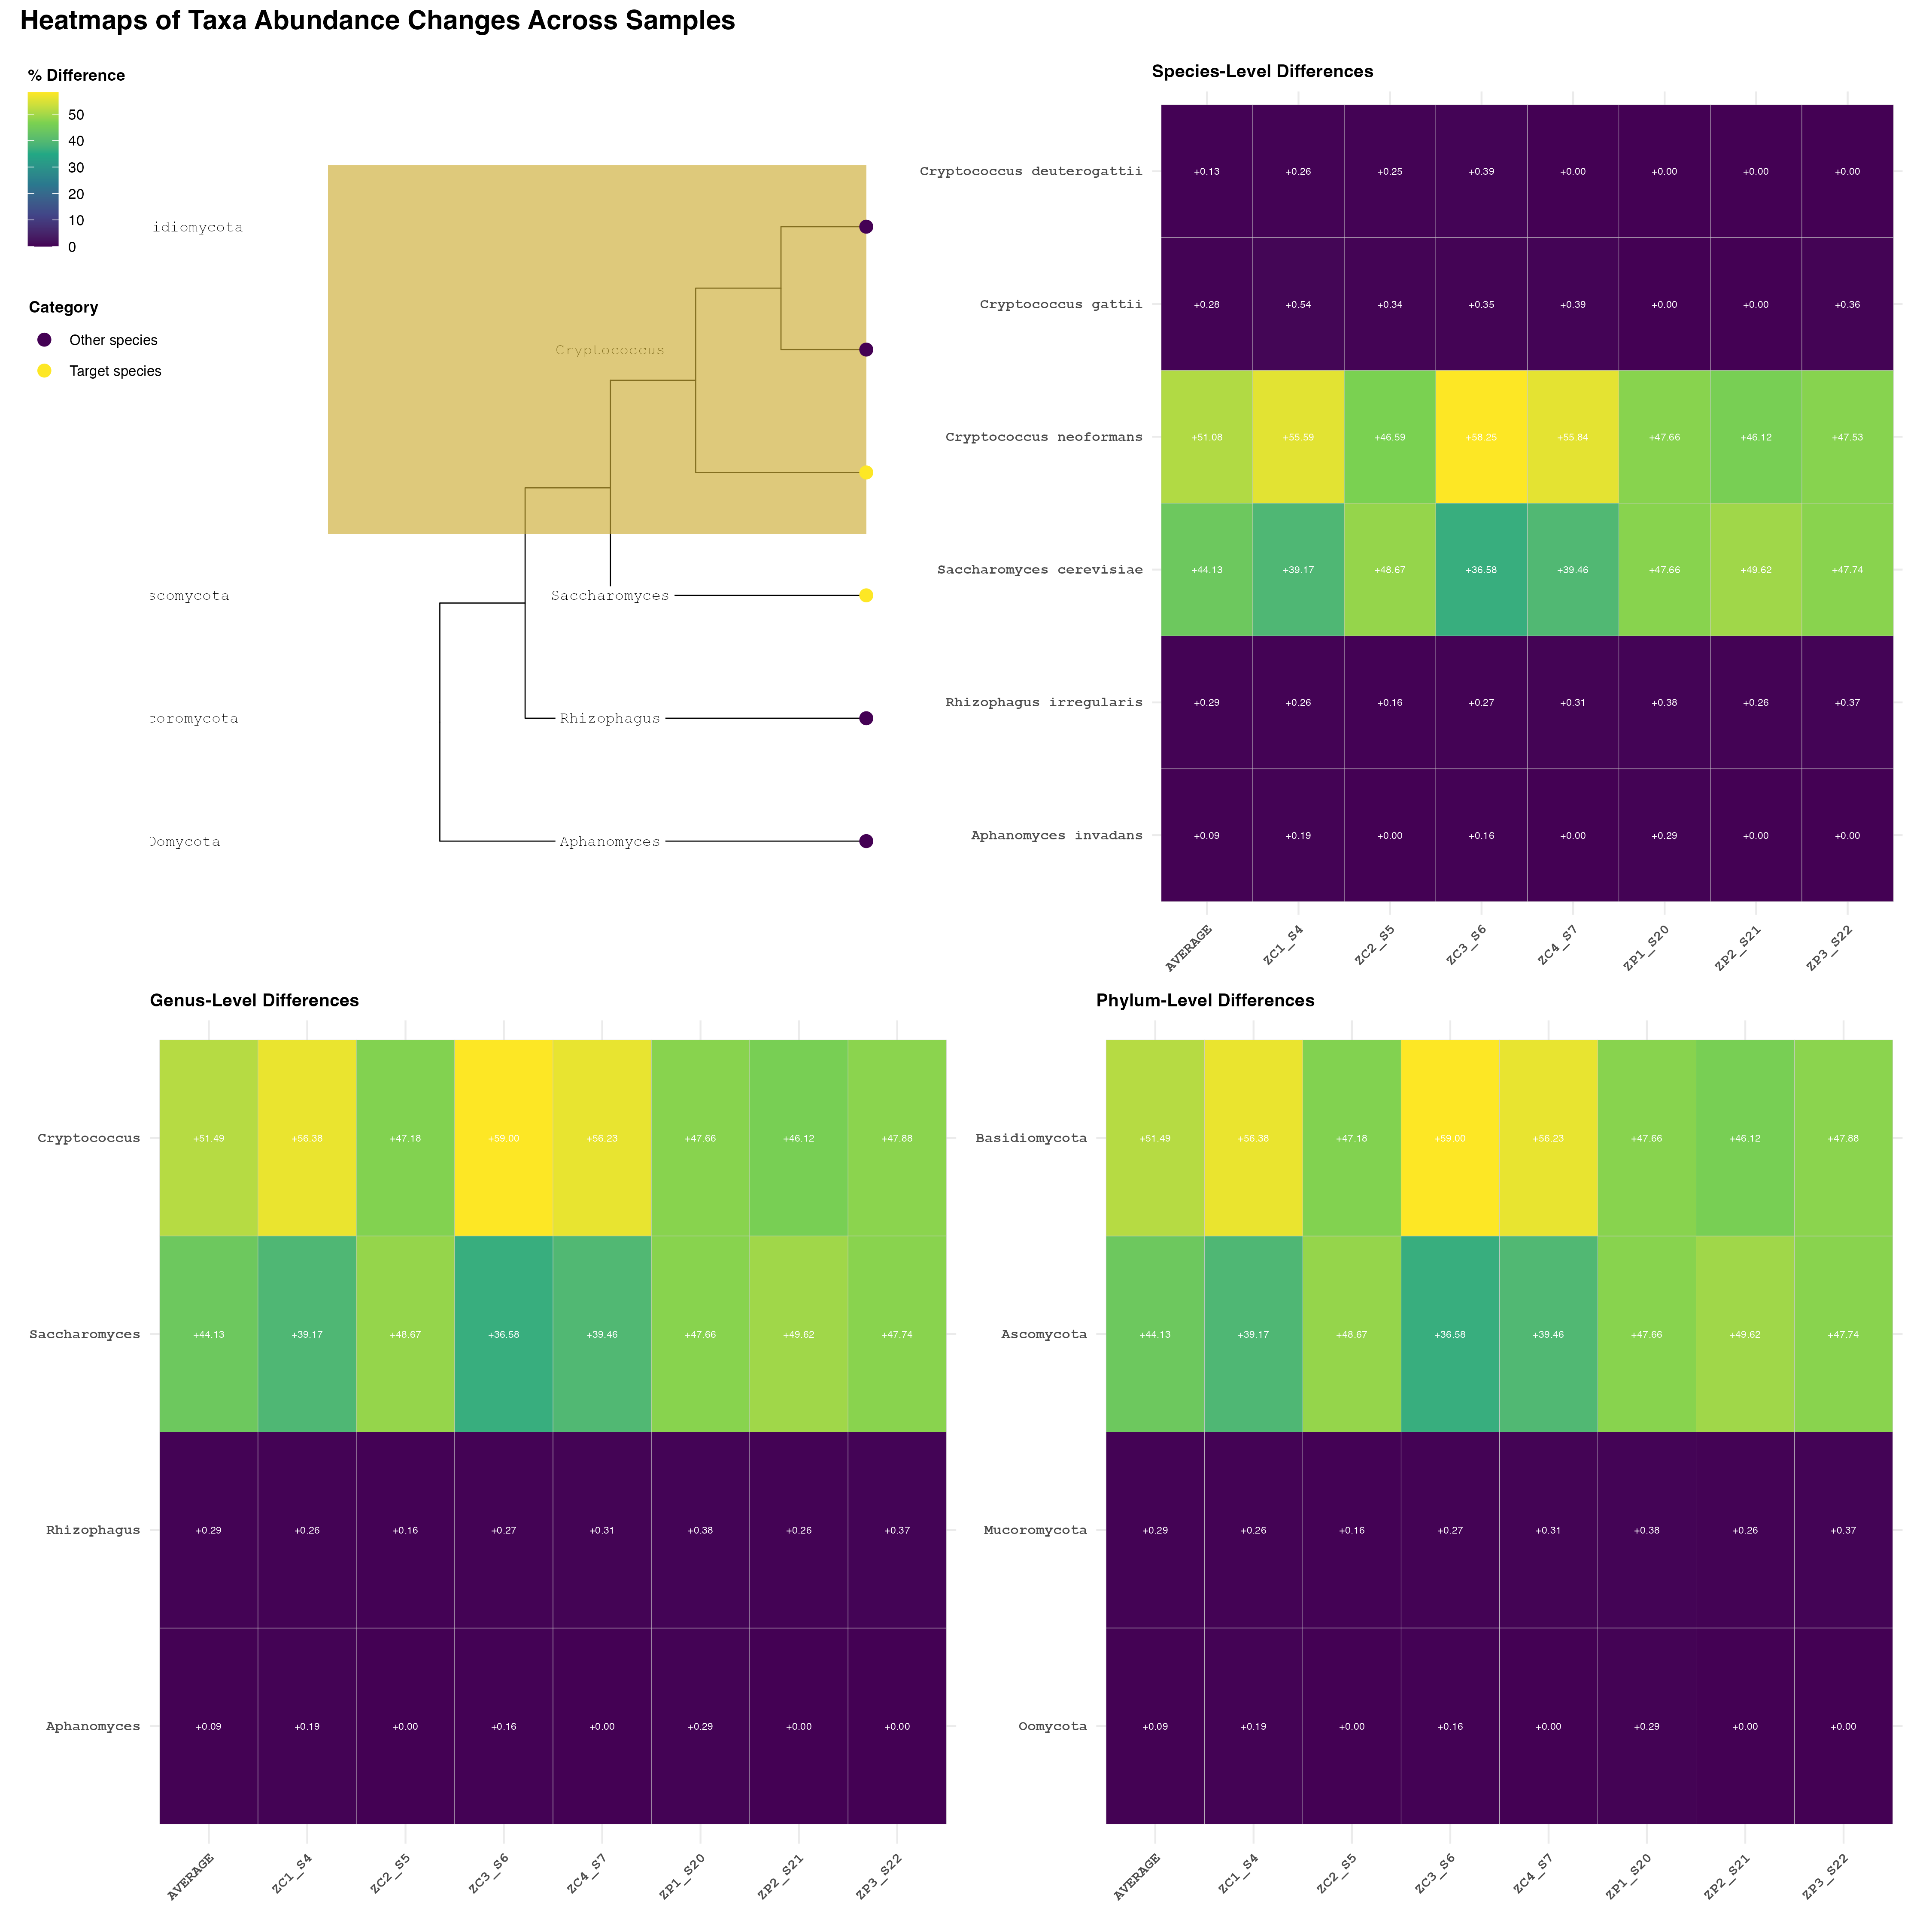 Heatmaps of Taxa Abundance Changes Across Samples
% Difference
50
40
30
20
10
0
Category
Other species
Target species
idiomycota
Cryptococcus
scomycota
Saccharomyces
coromycota
Rhizophagus
Oomycota
Aphanomyces
Species-Level Differences
Cryptococcus deuterogattii +0.13 +0.26 +0.25 +0.39 +0.00 +0.00 +0.00 +0.00
Cryptococcus gattii +0.28 +0.54 +0.34 +0.35 +0.39 +0.00 +0.00 +0.36
Cryptococcus neoformans +51.08 +55.59 +46.59 +58.25 +55.84 +47.66 +46.12 +47.53
Saccharomyces cerevisiae +44.13 +39.17 +48.67 +36.58 +39.46 +47.66 +49.62 +47.74
Rhizophagus irregularis +0.29 +0.26 +0.16 +0.27 +0.31 +0.38 +0.26 +0.37
Aphanomyces invadans +0.09 +0.19 +0.00 +0.16 +0.00 +0.29 +0.00 +0.00
AVERAGE ZC1_S4 ZC2_S5 ZC3_S6 ZC4_S7 ZP1_S20 ZP2_S21 ZP3_S22
Genus-Level Differences
Cryptococcus +51.49 +56.38 +47.18 +59.00 +56.23 +47.66 +46.12 +47.88
Saccharomyces +44.13 +39.17 +48.67 +36.58 +39.46 +47.66 +49.62 +47.74
Rhizophagus +0.29 +0.26 +0.16 +0.27 +0.31 +0.38 +0.26 +0.37
Aphanomyces +0.09 +0.19 +0.00 +0.16 +0.00 +0.29 +0.00 +0.00
AVERAGE ZC1_S4 ZC2_S5 ZC3_S6 ZC4_S7 ZP1_S20 ZP2_S21 ZP3_S22
Phylum-Level Differences
Basidiomycota +51.49 +56.38 +47.18 +59.00 +56.23 +47.66 +46.12 +47.88
Ascomycota +44.13 +39.17 +48.67 +36.58 +39.46 +47.66 +49.62 +47.74
Mucoromycota +0.29 +0.26 +0.16 +0.27 +0.31 +0.38 +0.26 +0.37
Oomycota +0.09 +0.19 +0.00 +0.16 +0.00 +0.29 +0.00 +0.00
AVERAGE ZC1_S4 ZC2_S5 ZC3_S6 ZC4_S7 ZP1_S20 ZP2_S21 ZP3_S22